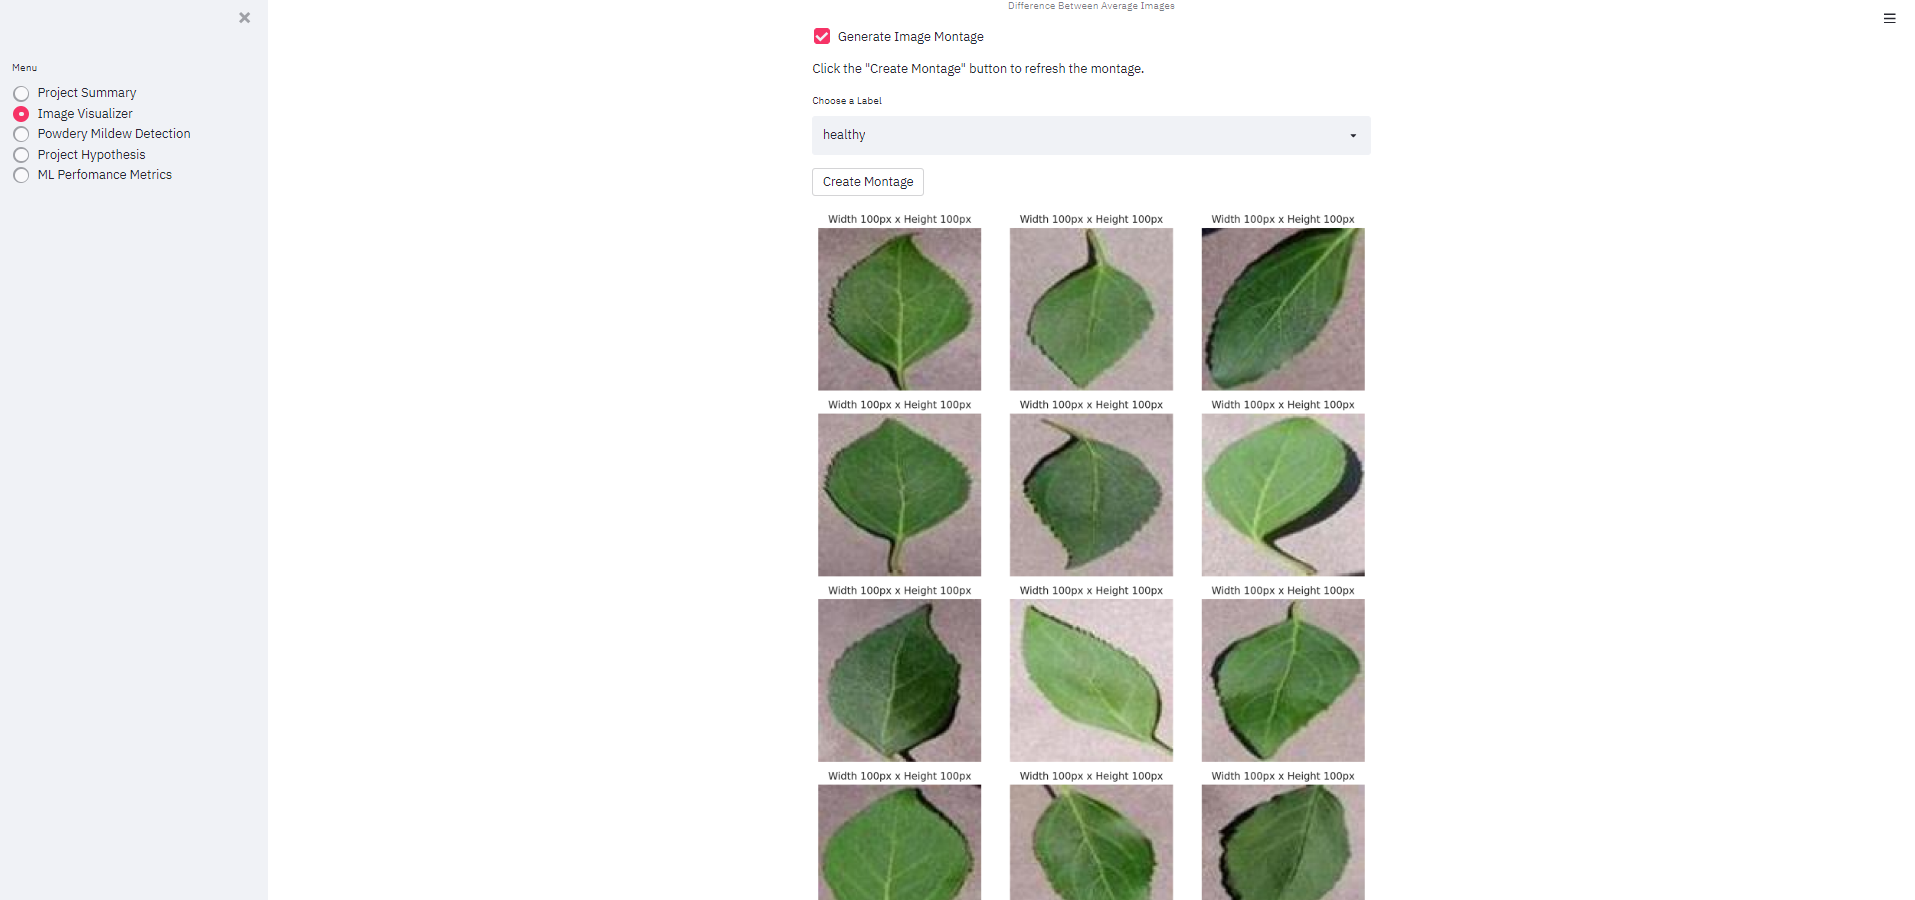 Menu
Project Summary
Image Visualizer
Powdery Mildew Detection
Project Hypothesis
ML Perfomance Metrics
Difference Between Average Images
Generate Image Montage
Click the "Create Montage" button to refresh the montage.
Choose a Label
healthy
Create Montage
Width 100px x Height 100px Width 100px x Height 100px Width 100px x Height 100px
Width 100px x Height 100px Width 100px x Height 100px Width 100px x Height 100px
Width 100px x Height 100px Width 100px x Height 100px Width 100px x Height 100px
Width 100px x Height 100px Width 100px x Height 100px Width 100px x Height 100px